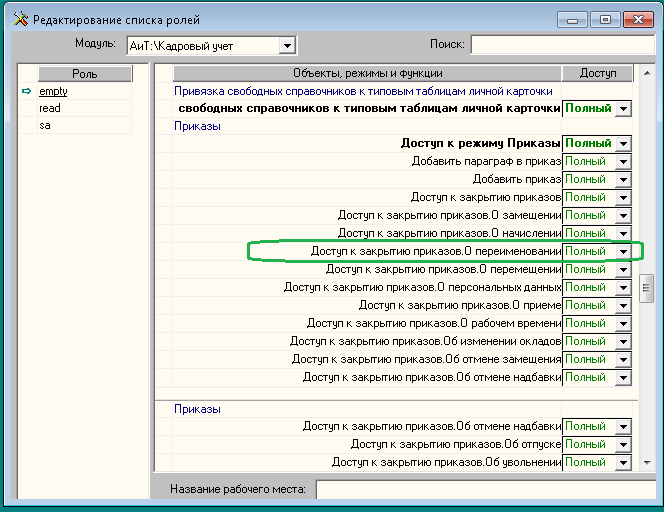 Редактирование списка ролей
Модуль: АиТ:\Кадровый учет Поиск:
Роль
empty
read
sa
Объекты, режимы и функции Доступ
Привязка свободных справочников к типовым таблицам личной карточки
свободных справочников к типовым таблицам личной карточки Полный
Приказы
Доступ к режиму Приказы Полный
Добавить параграф в приказ Полный
Добавить приказ Полный
Доступ к закрытию приказов Полный
Доступ к закрытию приказов.О замещении Полный
Доступ к закрытию приказов.О начислении Полный
Доступ к закрытию приказов.О переименовании Полный
Доступ к закрытию приказов.О перемещении Полный
Доступ к закрытию приказов.О персональных данных Полный
Доступ к закрытию приказов.О приеме Полный
Доступ к закрытию приказов.О рабочем времени Полный
Доступ к закрытию приказов.Об изменении окладов Полный
Доступ к закрытию приказов.Об отмене замещения Полный
Доступ к закрытию приказов.Об отмене надбавки Полный
Приказы
Доступ к закрытию приказов.Об отмене надбавки Полный
Доступ к закрытию приказов.Об отпуске Полный
Доступ к закрытию приказов.Об увольнении Полный
Название рабочего места: